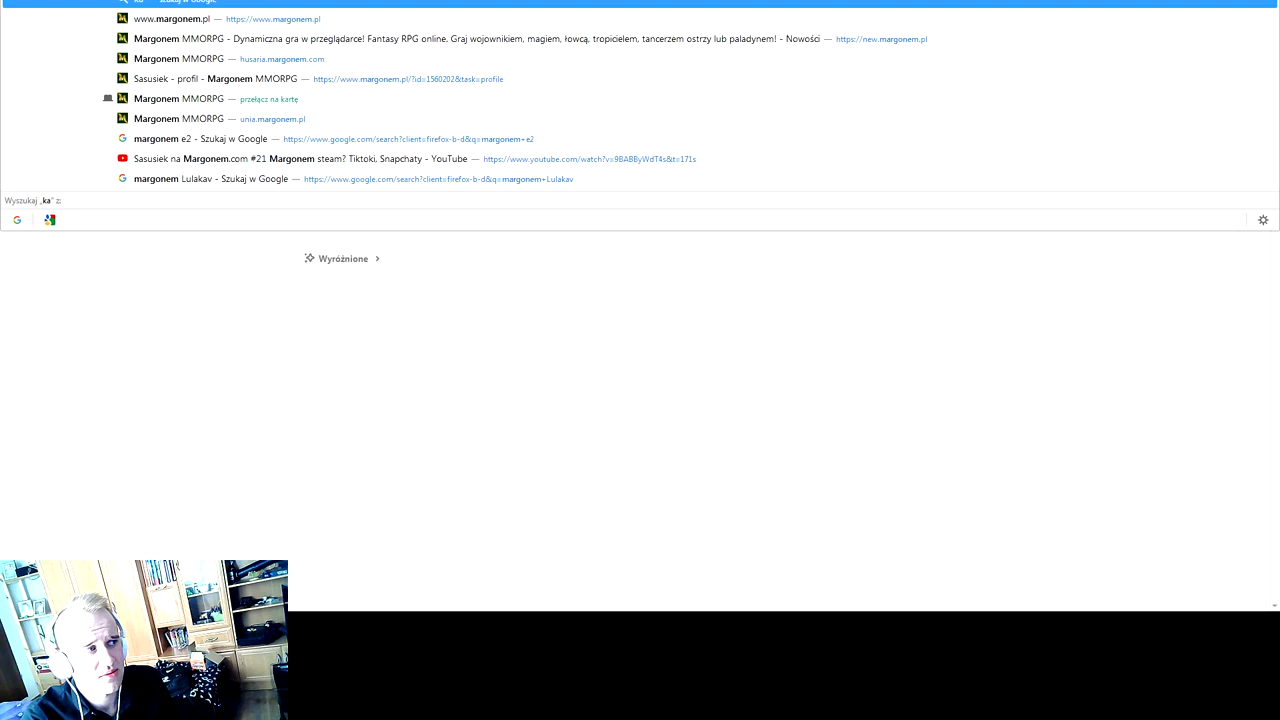 ka — szukaj w Google
www.margonem.pl — https://www.margonem.pl
Margonem MMORPG - Dynamiczna gra w przeglądarce! Fantasy RPG online. Graj wojownikiem, magiem, łowcą, tropicielem, tancerzem ostrzy lub paladynem! - Nowości — https://new.margonem.pl
Margonem MMORPG — husaria.margonem.com
Sasusiek - profil - Margonem MMORPG — https://www.margonem.pl/?id=1560202&task=profile
Margonem MMORPG — przełącz na kartę
Margonem MMORPG — unia.margonem.pl
margonem e2 - Szukaj w Google — https://www.google.com/search?client=firefox-b-d&q=margonem+e2
Sasusiek na Margonem.com #21 Margonem steam? Tiktoki, Snapchaty - YouTube — https://www.youtube.com/watch?v=9BABByWdT4s&t=171s
margonem Lulakav - Szukaj w Google — https://www.google.com/search?client=firefox-b-d&q=margonem+Lulakav
Wyszukaj „ka” z:
Wyróżnione